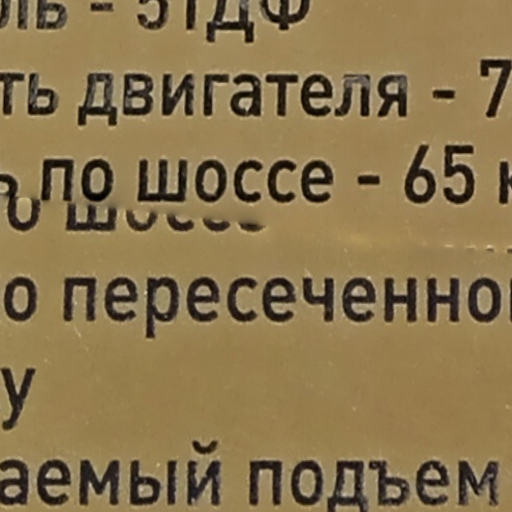 ль - 5ТДФ
ть двигателя - 7
по шоссе - 65 к
о пересеченно
у
аемый подъем